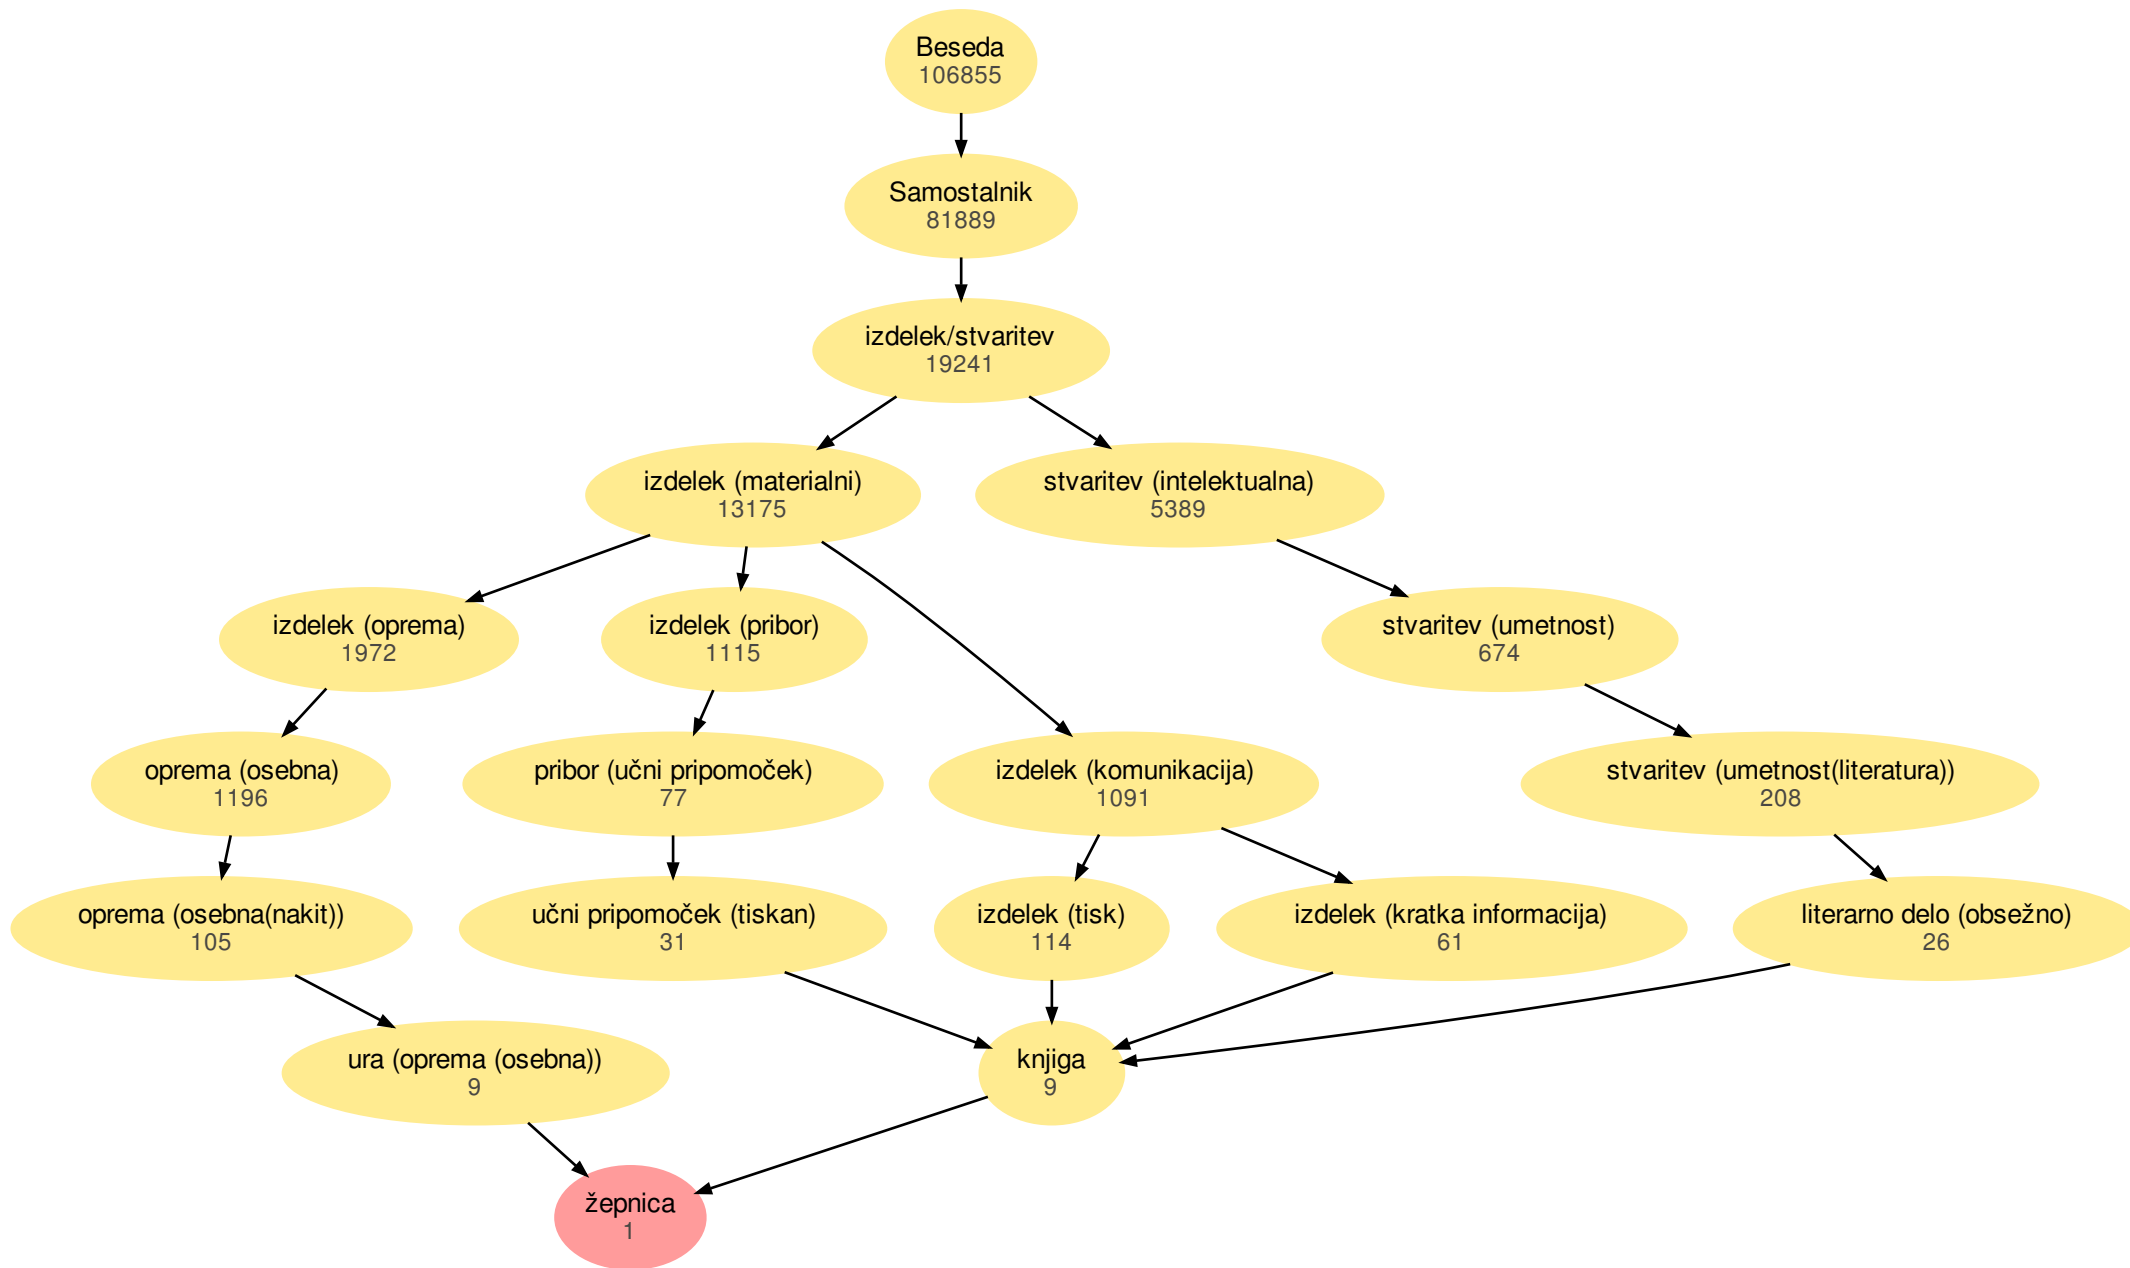 Beseda
106855
Samostalnik
81889
izdelek/stvaritev
19241
izdelek (materialni)
13175
stvaritev (intelektualna)
5389
izdelek (oprema)
1972
izdelek (pribor)
1115
stvaritev (umetnost)
674
oprema (osebna)
1196
pribor (učni pripomoček)
77
izdelek (komunikacija)
1091
stvaritev (umetnost(literatura))
208
oprema (osebna(nakit))
105
učni pripomoček (tiskan)
31
izdelek (tisk)
114
izdelek (kratka informacija)
61
literarno delo (obsežno)
26
ura (oprema (osebna))
9
knjiga
9
žepnica
1